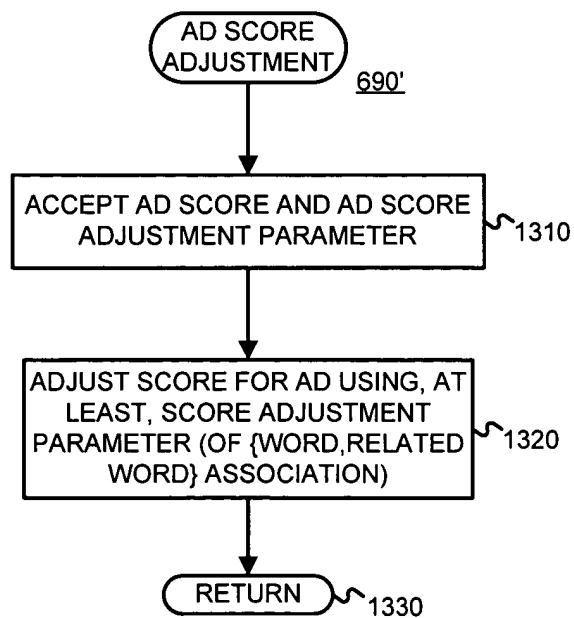 AD SCORE
ADJUSTMENT
690'
ACCEPT AD SCORE AND AD SCORE
ADJUSTMENT PARAMETER
1310
ADJUST SCORE FOR AD USING, AT
LEAST, SCORE ADJUSTMENT
PARAMETER (OF {WORD,RELATED
WORD} ASSOCIATION)
1320
RETURN
1330